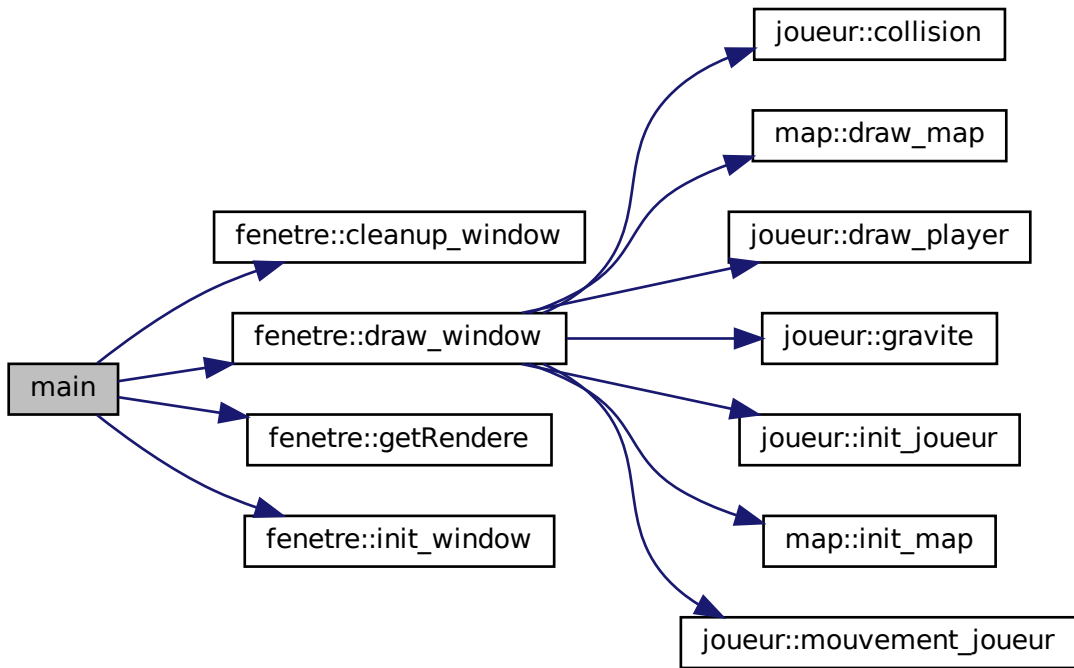 main
fenetre::cleanup_window
fenetre::draw_window
fenetre::getRendere
fenetre::init_window
joueur::collision
map::draw_map
joueur::draw_player
joueur::gravite
joueur::init_joueur
map::init_map
joueur::mouvement_joueur